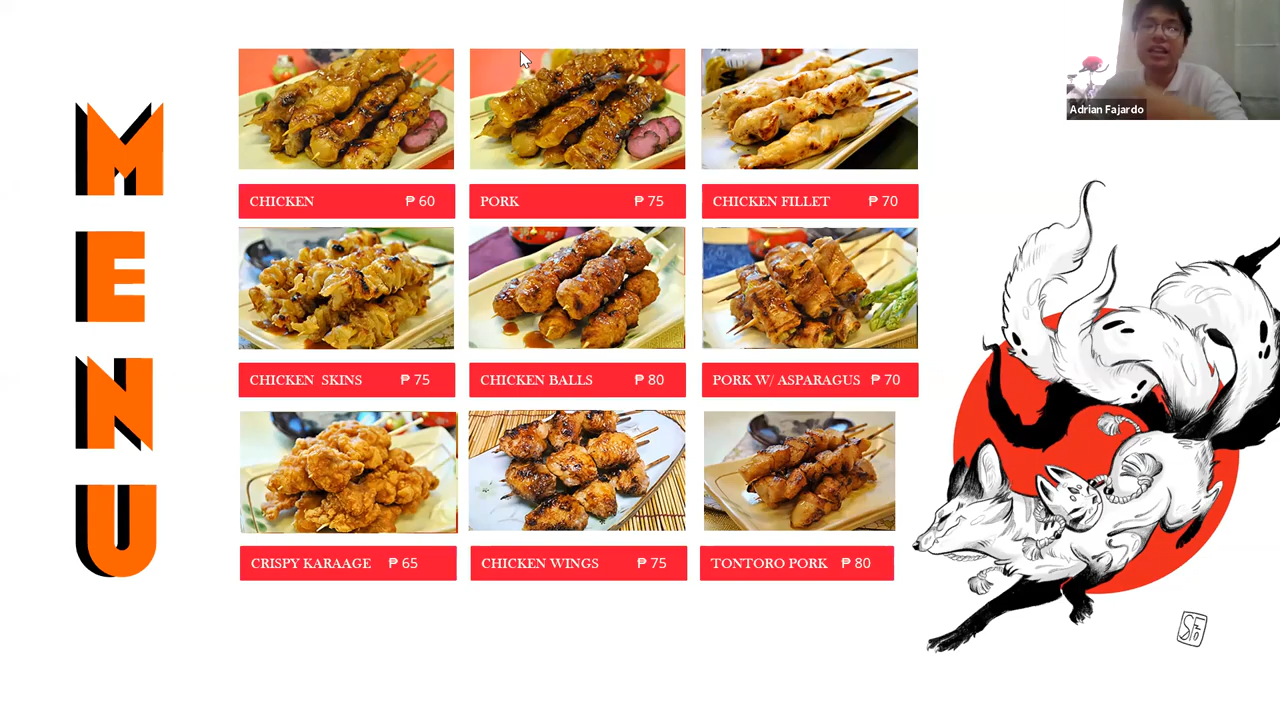 MENU
Adrian Fajardo
CHICKEN ₱ 60
PORK ₱ 75
CHICKEN FILLET ₱ 70
CHICKEN SKINS ₱ 75
CHICKEN BALLS ₱ 80
PORK W/ ASPARAGUS ₱ 70
CRISPY KARAAGE ₱ 65
CHICKEN WINGS ₱ 75
TONTORO PORK ₱ 80